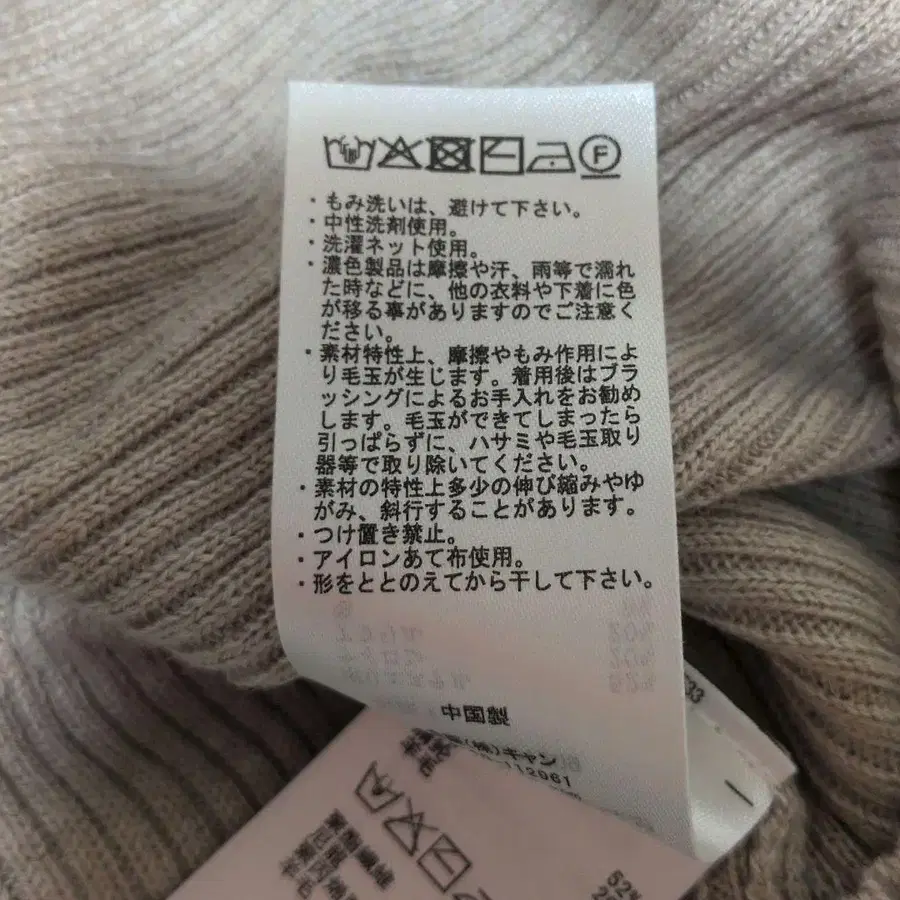 F
・もみ洗いは、避けて下さい。
・中性洗剤使用。
・洗濯ネット使用。
・濃色製品は摩擦や汗、雨等で濡れ
た時などに、他の衣料や下着に色
が移る事がありますのでご注意く
ださい。
・素材特性上、摩擦やもみ作用によ
り毛玉が生じます。着用後はブラ
ッシングによるお手入れをお勧め
します。毛玉ができてしまったら
引っぱらずに、ハサミや毛玉取り
器等で取り除いてください。
・素材の特性上多少の伸び縮みやゆ
がみ、斜行することがあります。
・つけ置き禁止。
・アイロンあて布使用。
・形をととのえてから干して下さい。
中国製
(株)キャン
112061
33
52%